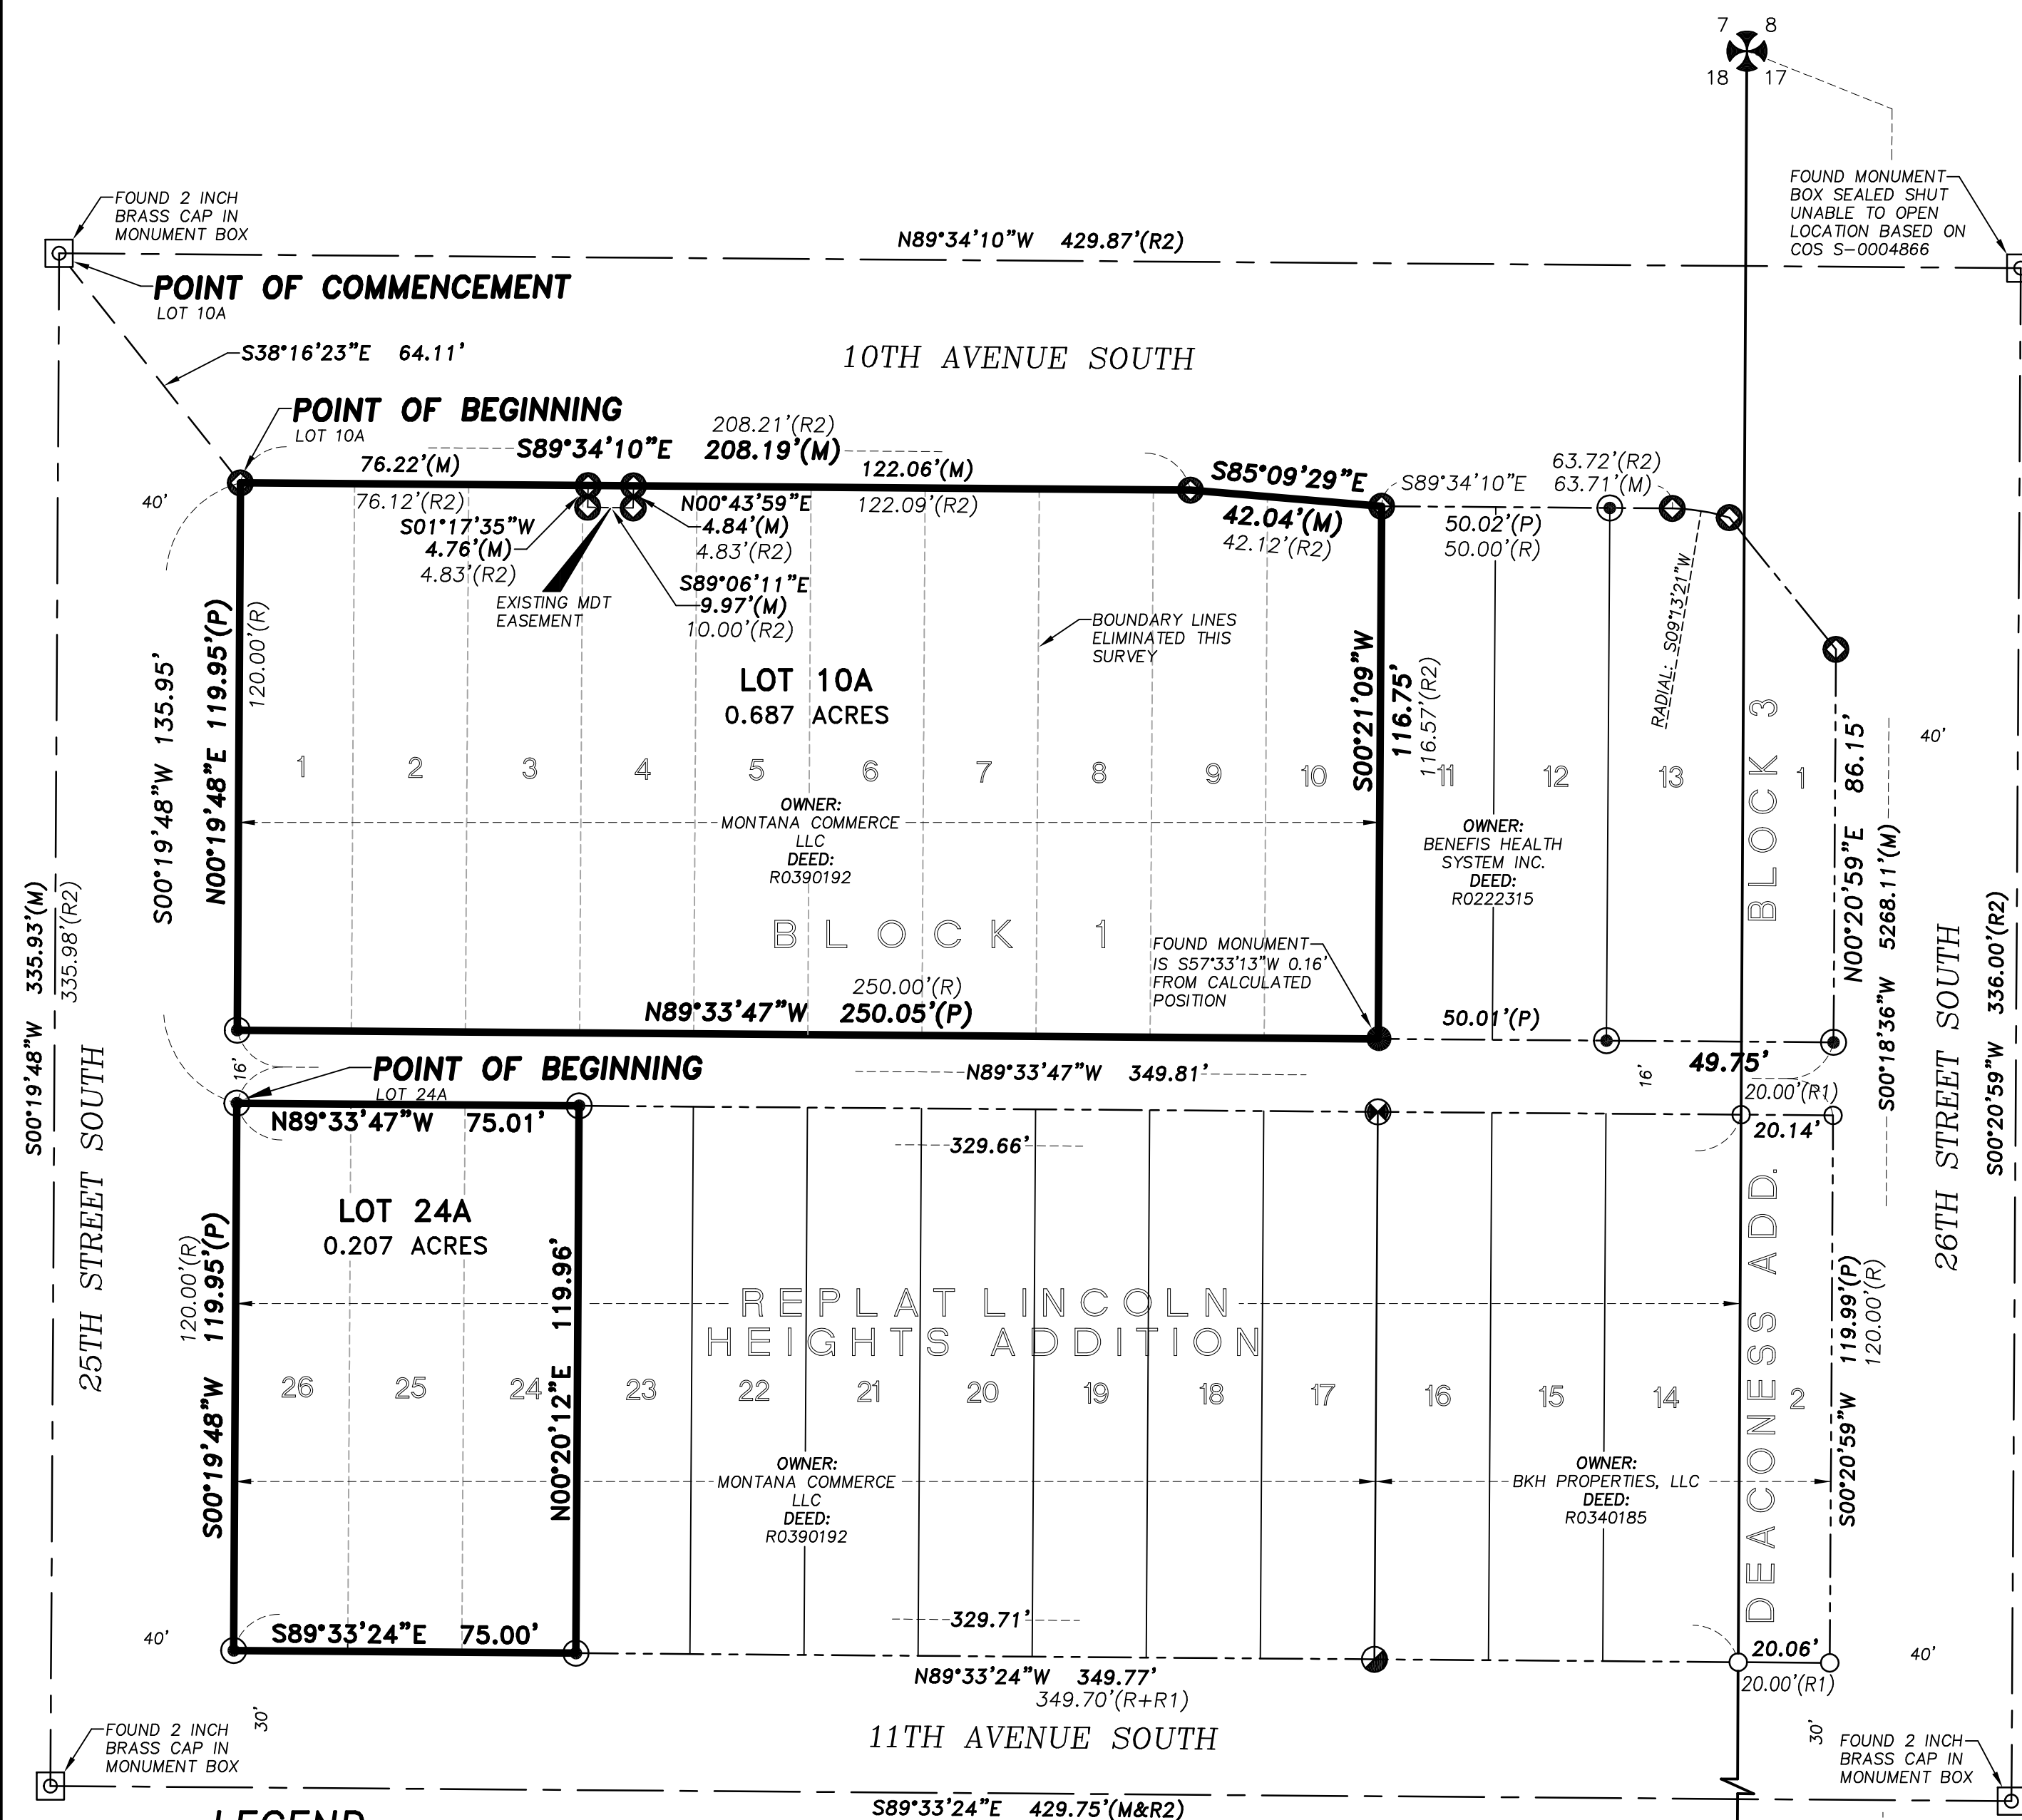 7 8
18 17
FOUND 2 INCH
BRASS CAP IN
MONUMENT BOX
FOUND MONUMENT
BOX SEALED SHUT
UNABLE TO OPEN
LOCATION BASED ON
COS S-0004866
N89°34'10"W 429.87'(R2)
POINT OF COMMENCEMENT
LOT 10A
S38°16'23"E 64.11'
10TH AVENUE SOUTH
POINT OF BEGINNING
LOT 10A
208.21'(R2)
S89°34'10"E 208.19'(M)
76.22'(M)
122.06'(M)
S85°09'29"E
S89°34'10"E
63.72'(R2)
63.71'(M)
40'
76.12'(R2)
N00°43'59"E
122.09'(R2)
42.04'(M)
42.12'(R2)
50.02'(P)
50.00'(R)
S01°17'35"W
4.76'(M)
4.83'(R2)
4.84'(M)
4.83'(R2)
S89°06'11"E
9.97'(M)
10.00'(R2)
EXISTING MDT
EASEMENT
BOUNDARY LINES
ELIMINATED THIS
SURVEY
RADIAL: S09°13'21"W
LOT 10A
0.687 ACRES
S00°19'48"W 135.95'
N00°19'48"E 119.95'(P)
120.00'(R)
S00°21'09"W
116.75'
116.57'(R2)
1 2 3 4 5 6 7 8 9 10 11 12 13 1
BLOCK 3
N00°20'59"E 86.15'
40'
OWNER:
MONTANA COMMERCE
LLC
DEED:
R0390192
OWNER:
BENEFIS HEALTH
SYSTEM INC.
DEED:
R0222315
S00°19'48"W 335.93'(M)
335.98'(R2)
BLOCK 1
FOUND MONUMENT
IS S57°33'13"W 0.16'
FROM CALCULATED
POSITION
S00°18'36"W 5268.11'(M)
S00°20'59"W 336.00'(R2)
26TH STREET SOUTH
250.00'(R)
N89°33'47"W 250.05'(P)
50.01'(P)
25TH STREET SOUTH
16'
POINT OF BEGINNING
LOT 24A
N89°33'47"W 349.81'
16'
49.75'
20.00'(R1)
N89°33'47"W 75.01'
329.66'
20.14'
LOT 24A
0.207 ACRES
120.00'(R)
S00°19'48"W 119.95'(P)
N00°20'12"E 119.96'
REPLAT LINCOLN
HEIGHTS ADDITION
DEACONESS ADD.
S00°20'59"W 119.99'(P)
120.00'(R)
26 25 24 23 22 21 20 19 18 17 16 15 14 2
OWNER:
MONTANA COMMERCE
LLC
DEED:
R0390192
OWNER:
BKH PROPERTIES, LLC
DEED:
R0340185
40'
S89°33'24"E 75.00'
329.71'
20.06'
20.00'(R1)
40'
N89°33'24"W 349.77'
349.70'(R+R1)
11TH AVENUE SOUTH
30'
30'
FOUND 2 INCH
BRASS CAP IN
MONUMENT BOX
FOUND 2 INCH
BRASS CAP IN
MONUMENT BOX
S89°33'24"E 429.75'(M&R2)
LEGEND